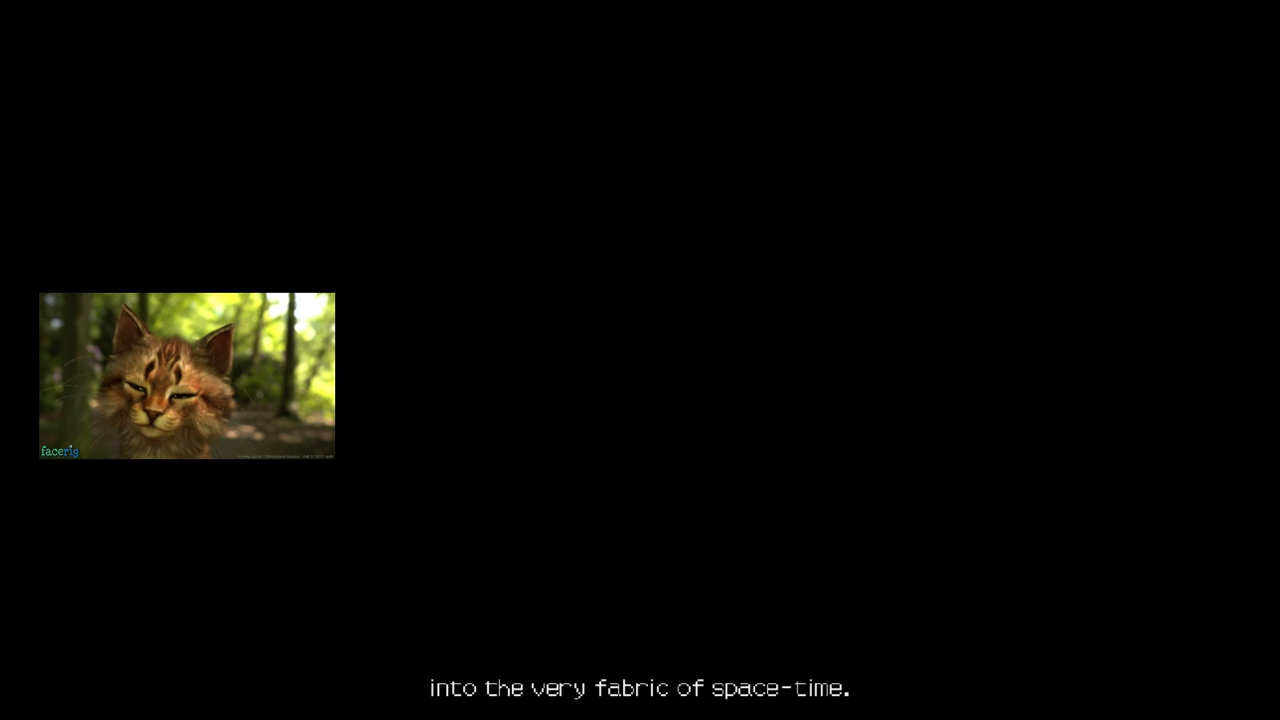 facerig
into the very fabric of space-time.